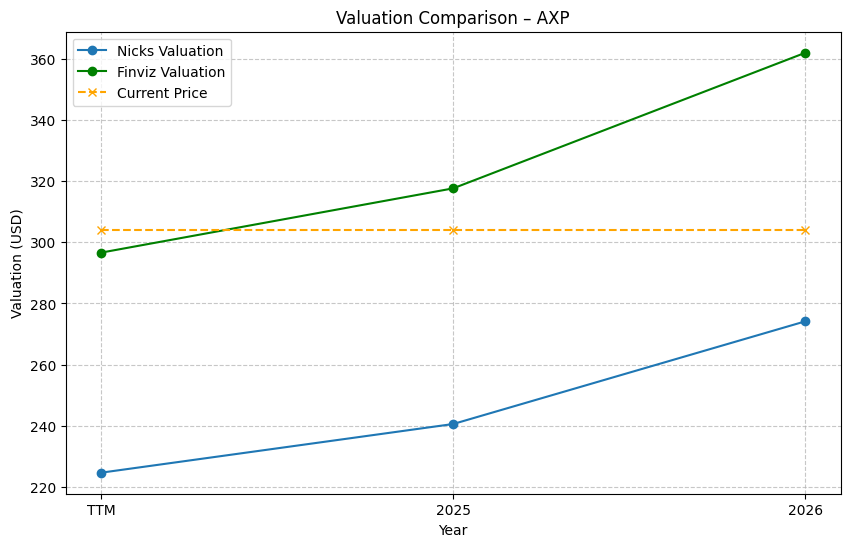 Valuation Comparison – AXP
Nicks Valuation
Finviz Valuation
Current Price
Valuation (USD)
360
340
320
300
280
260
240
220
TTM
2025
2026
Year